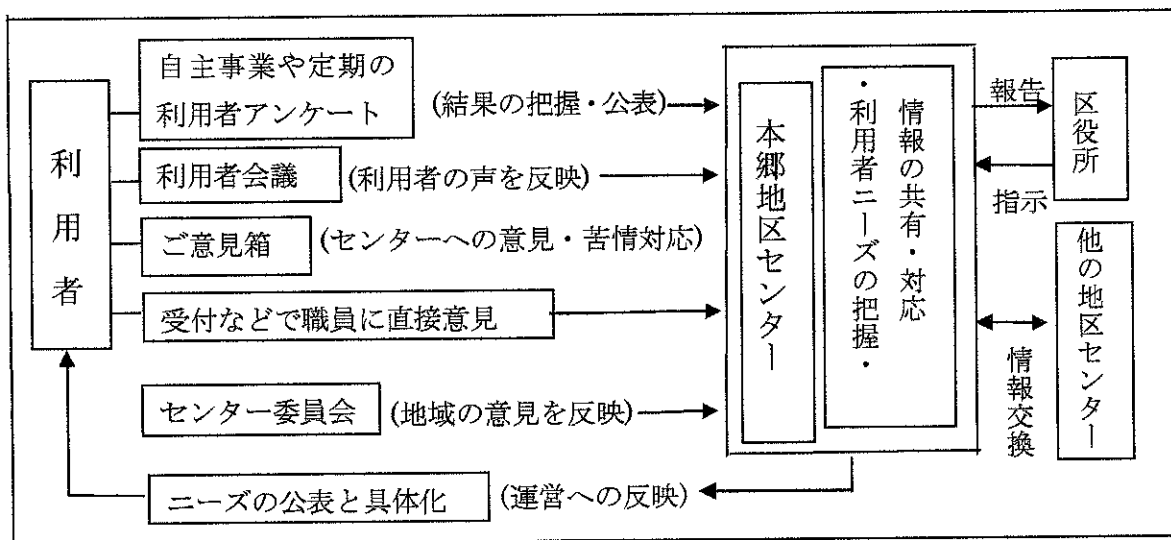 利用者
自主事業や定期の
利用者アンケート
(結果の把握・公表)
利用者会議
(利用者の声を反映)
ご意見箱
(センターへの意見・苦情対応)
受付などで職員に直接意見
センター委員会
(地域の意見を反映)
ニーズの公表と具体化
(運営への反映)
本郷地区センター
情報の共有・対応
・利用者ニーズの把握・
報告
指示
区役所
情報交換
他の地区センター